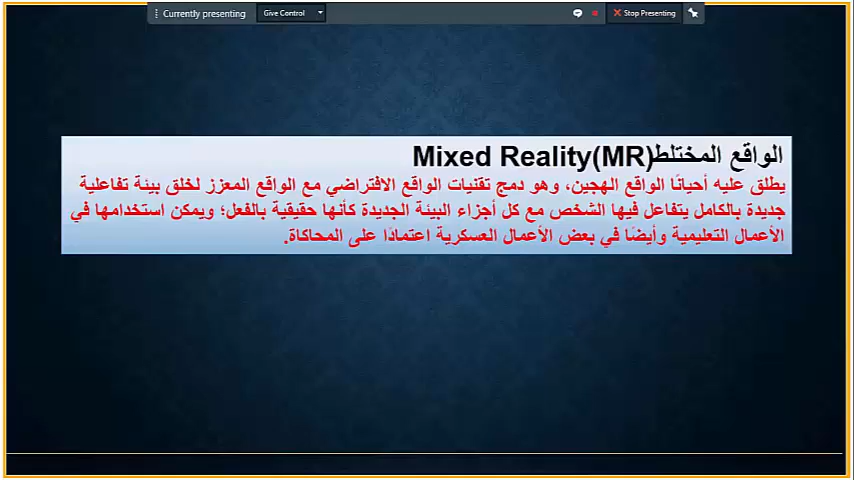 Currently presenting
Give Control
Stop Presenting
الواقع المختلط(MR)Mixed Reality
يطلق عليه أحيانًا الواقع الهجين، وهو دمج تقنيات الواقع الافتراضي مع الواقع المعزز لخلق بيئة تفاعلية
جديدة بالكامل يتفاعل فيها الشخص مع كل أجزاء البيئة الجديدة كأنها حقيقية بالفعل؛ ويمكن استخدامها في
الأعمال التعليمية وأيضًا في بعض الأعمال العسكرية اعتمادًا على المحاكاة.